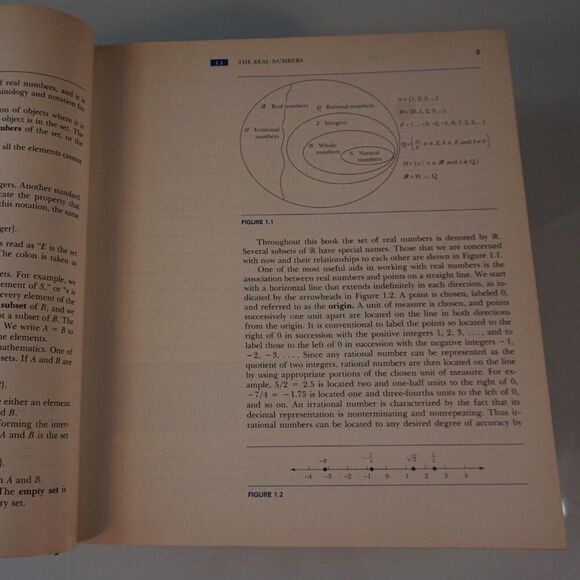 of real numbers, and it is
minology and notation for
on of objects where it is
object is in the set. The
mbers of the set, or the
all the elements cannot
gers. Another standard
cate the property that
this notation, the same
ger}.
s read as "E is the set
The colon is taken as
ets. For example, we
ement of S," or "x is
every element of the
subset of B, and we
ot a subset of B. The
We write A = B to
e elements.
mathematics. One of
sets. If A and B are
}.
e either an element
d B.
forming the inter-
A and B is the set
}.
n A and B.
The empty set is
ry set.
1.1 THE REAL NUMBERS
ℛ Real numbers
Q Rational numbers
H Irrational
numbers
Z Integers
W Whole
numbers
N Natural
numbers
N = {1, 2, 3, ...}
W = {0, 1, 2, 3, ...}
Z = {..., −3, −2, −1, 0, 1, 2, 3, ...}
Q = {a/b | a ∈ Z, b ∈ Z, and b ≠ 0}
H = {x | x ∈ ℛ and x ∉ Q}
ℛ = H ∪ Q
FIGURE 1.1
Throughout this book the set of real numbers is denoted by ℛ.
Several subsets of ℛ have special names. Those that we are concerned
with now and their relationships to each other are shown in Figure 1.1.
One of the most useful aids in working with real numbers is the
association between real numbers and points on a straight line. We start
with a horizontal line that extends indefinitely in each direction, as in-
dicated by the arrowheads in Figure 1.2. A point is chosen, labeled 0,
and referred to as the origin. A unit of measure is chosen, and points
successively one unit apart are located on the line in both directions
from the origin. It is conventional to label the points so located to the
right of 0 in succession with the positive integers 1, 2, 3, . . . , and to
label those to the left of 0 in succession with the negative integers −1,
−2, −3, . . . . Since any rational number can be represented as the
quotient of two integers, rational numbers are then located on the line
by using appropriate portions of the chosen unit of measure. For ex-
ample, 5/2 = 2.5 is located two and one-half units to the right of 0,
−7/4 = −1.75 is located one and three-fourths units to the left of 0,
and so on. An irrational number is characterized by the fact that its
decimal representation is nonterminating and nonrepeating. Thus ir-
rational numbers can be located to any desired degree of accuracy by
−π −7/4 √2 5/2
−4 −3 −2 −1 0 1 2 3 4
FIGURE 1.2